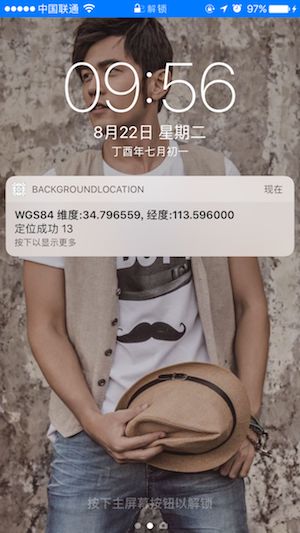 中国联通 解锁 97%
09:56
8月22日 星期二
丁酉年七月初一
BACKGROUNDLOCATION 现在
WGS84 维度:34.796559, 经度:113.596000
定位成功 13
按下以显示更多
按下主屏幕按钮以解锁